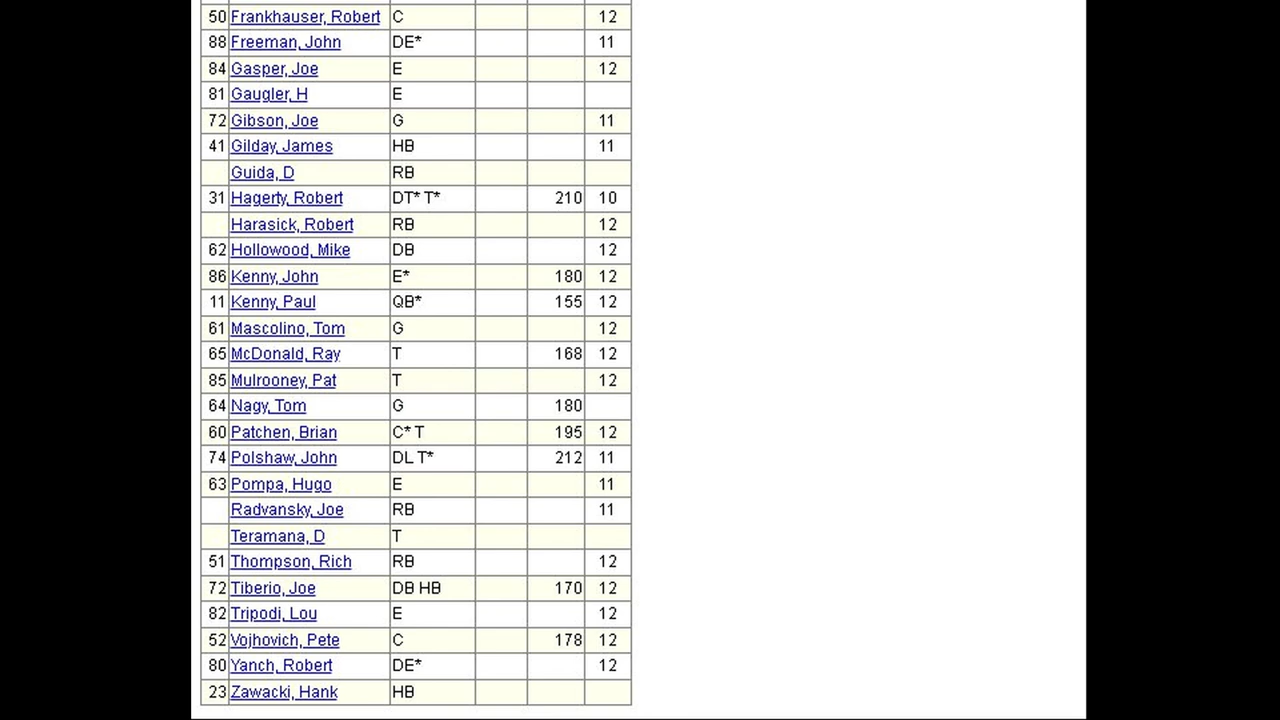 50 Frankhauser, Robert C 12
88 Freeman, John DE* 11
84 Gasper, Joe E 12
81 Gaugler, H E
72 Gibson, Joe G 11
41 Gilday, James HB 11
Guida, D RB
31 Hagerty, Robert DT* T* 210 10
Harasick, Robert RB 12
62 Hollowood, Mike DB 12
86 Kenny, John E* 180 12
11 Kenny, Paul QB* 155 12
61 Mascolino, Tom G 12
65 McDonald, Ray T 168 12
85 Mulrooney, Pat T 12
64 Nagy, Tom G 180
60 Patchen, Brian C* T 195 12
74 Polshaw, John DL T* 212 11
63 Pompa, Hugo E 11
Radvansky, Joe RB 11
Teramana, D T
51 Thompson, Rich RB 12
72 Tiberio, Joe DB HB 170 12
82 Tripodi, Lou E 12
52 Vojhovich, Pete C 178 12
80 Yanch, Robert DE* 12
23 Zawacki, Hank HB